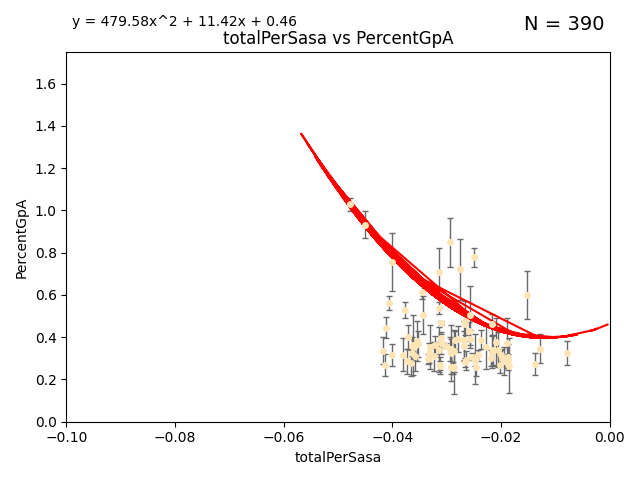 y = 479.58x^2 + 11.42x + 0.46
N = 390
totalPerSasa vs PercentGpA
PercentGpA
1.6
1.4
1.2
1.0
0.8
0.6
0.4
0.2
0.0
−0.10 −0.08 −0.06 −0.04 −0.02 0.00
totalPerSasa